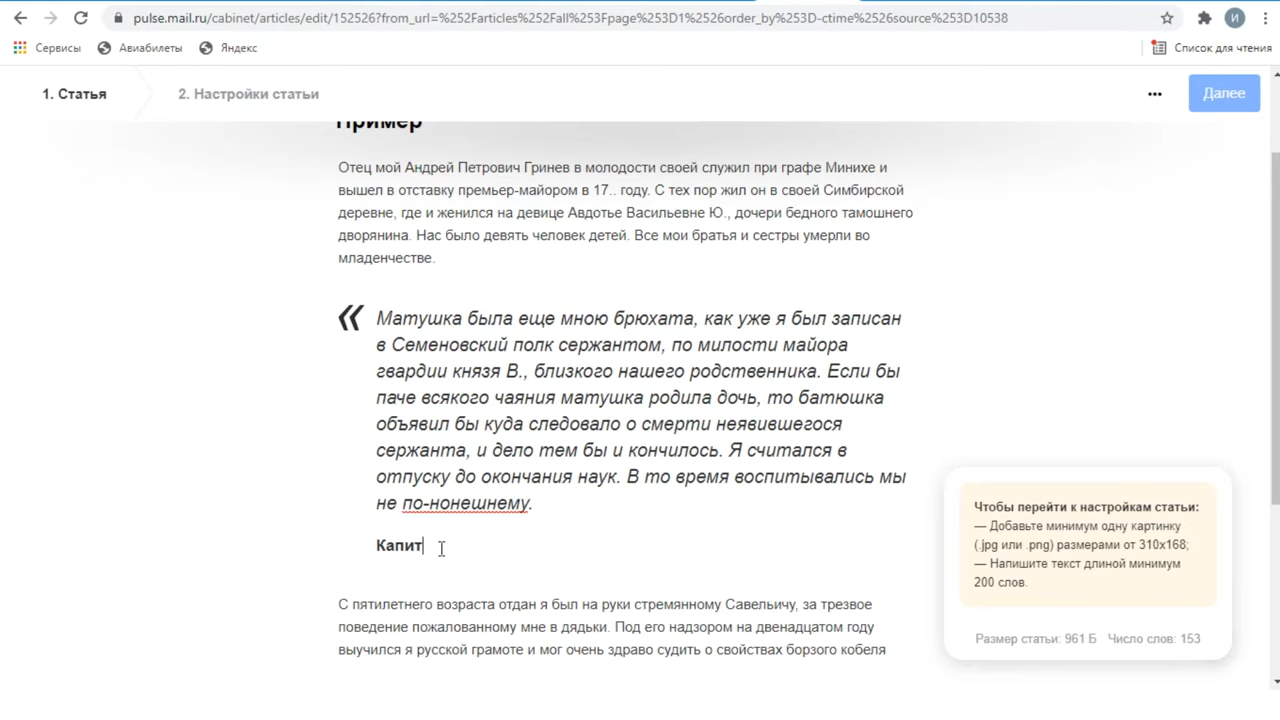 pulse.mail.ru/cabinet/articles/edit/152526?from_url=%252Farticles%252Fall%253Fpage%253D1%2526order_by%253D-ctime%2526source%253D10538
И
Сервисы Авиабилеты Яндекс Список для чтения
1. Статья 2. Настройки статьи ••• Далее
Пример
Отец мой Андрей Петрович Гринев в молодости своей служил при графе Минихе и
вышел в отставку премьер-майором в 17.. году. С тех пор жил он в своей Симбирской
деревне, где и женился на девице Авдотье Васильевне Ю., дочери бедного тамошнего
дворянина. Нас было девять человек детей. Все мои братья и сестры умерли во
младенчестве.
« Матушка была еще мною брюхата, как уже я был записан
в Семеновский полк сержантом, по милости майора
гвардии князя В., близкого нашего родственника. Если бы
паче всякого чаяния матушка родила дочь, то батюшка
объявил бы куда следовало о смерти неявившегося
сержанта, и дело тем бы и кончилось. Я считался в
отпуску до окончания наук. В то время воспитывались мы
не по-нонешнему.
Капит
С пятилетнего возраста отдан я был на руки стремянному Савельичу, за трезвое
поведение пожалованному мне в дядьки. Под его надзором на двенадцатом году
выучился я русской грамоте и мог очень здраво судить о свойствах борзого кобеля
Чтобы перейти к настройкам статьи:
— Добавьте минимум одну картинку
(.jpg или .png) размерами от 310x168;
— Напишите текст длиной минимум
200 слов.
Размер статьи: 961 Б Число слов: 153